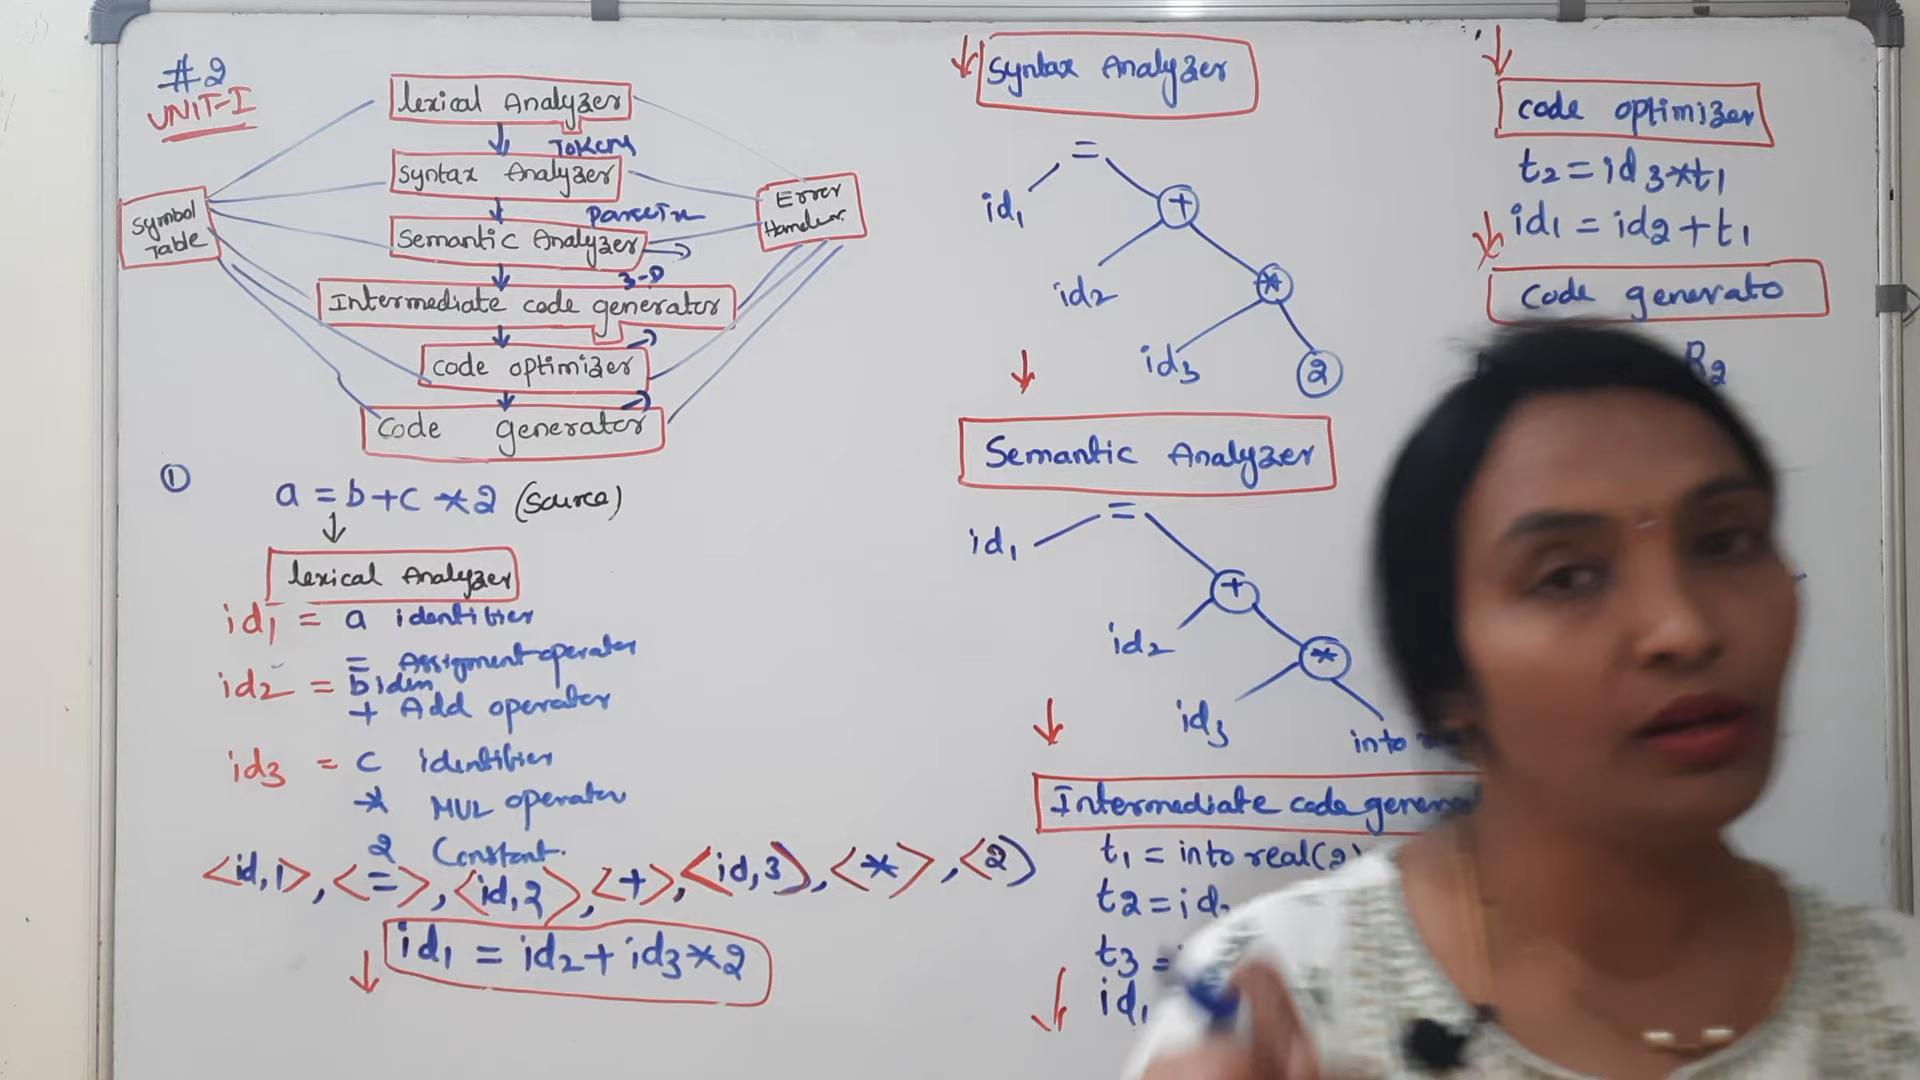 #2
UNIT-I
lexical Analyzer
Tokens
Syntax Analyzer
Symbol
Table
Error
Semantic Analyzer
3-D
Intermediate code generator
code optimizer
Code generator
① a = b + c * 2 (Source)
lexical Analyzer
id1 = a identifier
= Assignment operator
id2 = b iden
+ Add operator
id3 = c identifier
* MUL operator
2 Constant.
<id,1>, <=>, <id,2>, <+>, <id,3>, <*>, <2>
id1 = id2 + id3 * 2
Syntax Analyzer
=
id1
+
id2
*
id3
2
Semantic Analyzer
=
id1
+
id2
*
id3
into
Intermediate code gene
t1 = into real(2)
t2 = id
t3 =
id1
code optimizer
t2 = id3 * t1
id1 = id2 + t1
Code generato
R2